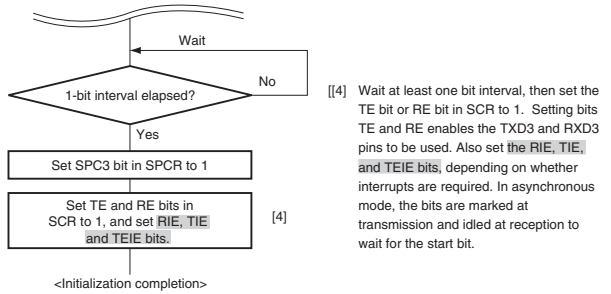 Wait
1-bit interval elapsed?
No
Yes
Set SPC3 bit in SPCR to 1
Set TE and RE bits in
SCR to 1, and set RIE, TIE
and TEIE bits.
[4]
<Initialization completion>
[[4] Wait at least one bit interval, then set the
TE bit or RE bit in SCR to 1. Setting bits
TE and RE enables the TXD3 and RXD3
pins to be used. Also set the RIE, TIE,
and TEIE bits, depending on whether
interrupts are required. In asynchronous
mode, the bits are marked at
transmission and idled at reception to
wait for the start bit.